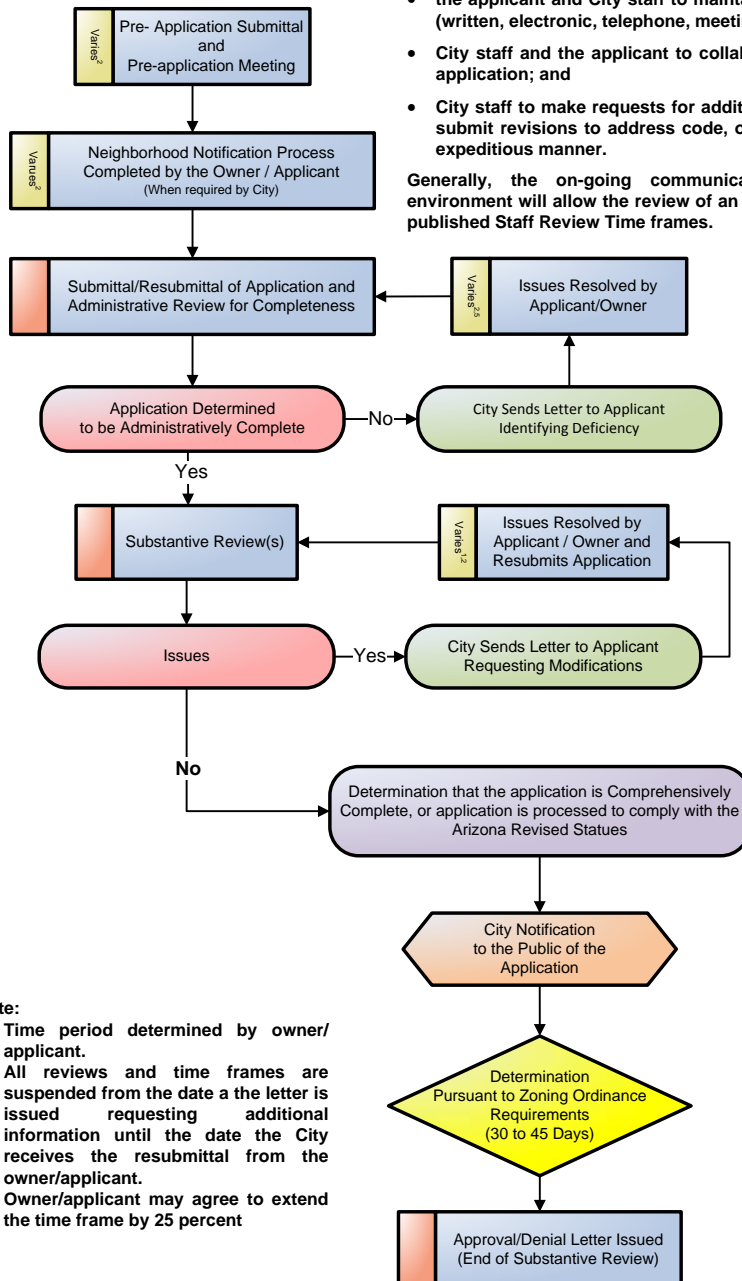 the applicant and City staff to maintai
(written, electronic, telephone, meeti
• City staff and the applicant to collab
application; and
• City staff to make requests for addit
submit revisions to address code, o
expeditious manner.
Generally, the on-going communica
environment will allow the review of an
published Staff Review Time frames.
Varies2
Pre- Application Submittal
and
Pre-application Meeting
Varues2
Neighborhood Notification Process
Completed by the Owner / Applicant
(When required by City)
Submittal/Resubmittal of Application and
Administrative Review for Completeness
Varies2,5
Issues Resolved by
Applicant/Owner
Application Determined
to be Administratively Complete
No
City Sends Letter to Applicant
Identifying Deficiency
Yes
Substantive Review(s)
Varies1,2
Issues Resolved by
Applicant / Owner and
Resubmits Application
Issues
Yes
City Sends Letter to Applicant
Requesting Modifications
No
Determination that the application is Comprehensively
Complete, or application is processed to comply with the
Arizona Revised Statues
City Notification
to the Public of the
Application
Determination
Pursuant to Zoning Ordinance
Requirements
(30 to 45 Days)
Approval/Denial Letter Issued
(End of Substantive Review)
te:
Time period determined by owner/
applicant.
All reviews and time frames are
suspended from the date a the letter is
issued requesting additional
information until the date the City
receives the resubmittal from the
owner/applicant.
Owner/applicant may agree to extend
the time frame by 25 percent